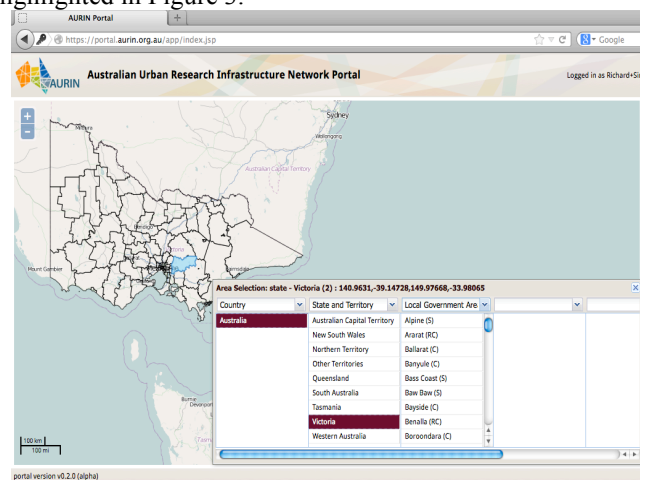 highlighted in Figure 3.
AURIN Portal
https://portal.aurin.org.au/app/index.jsp
Google
AURIN
Australian Urban Research Infrastructure Network Portal
Logged in as Richard+Si
Sydney
Mildura
Wollongong
Australian Capital Territory
Bendigo
Mount Gambier
Bairnsdale
Burnie
Devonport
100 km
100 mi
Area Selection: state - Victoria (2) : 140.9631,-39.14728,149.97668,-33.98065
Country
State and Territory
Local Government Are
Australia
Australian Capital Territory
Alpine (S)
New South Wales
Ararat (RC)
Northern Territory
Ballarat (C)
Other Territories
Banyule (C)
Queensland
Bass Coast (S)
South Australia
Baw Baw (S)
Tasmania
Bayside (C)
Victoria
Benalla (RC)
Western Australia
Boroondara (C)
portal version v0.2.0 (alpha)